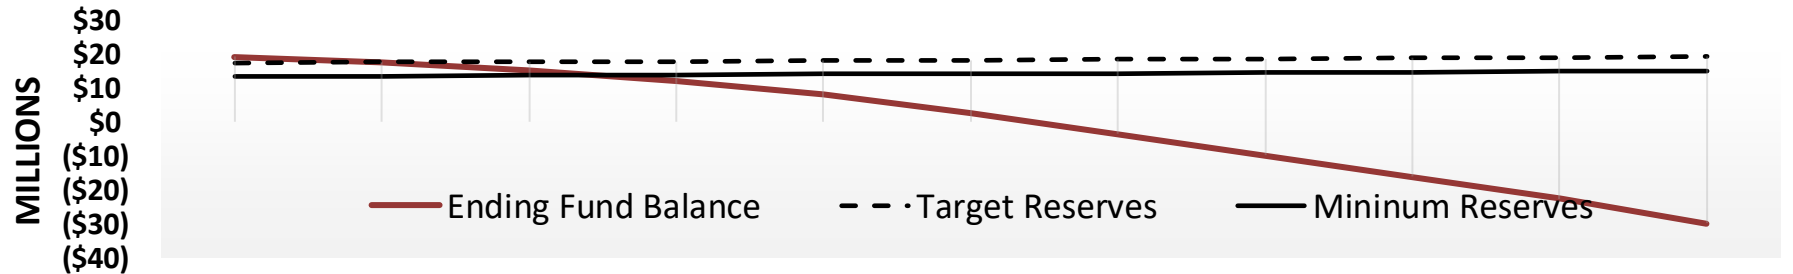 MILLIONS
$30
$20
$10
$0
($10)
($20)
($30)
($40)
Ending Fund Balance
Target Reserves
Mininum Reserves